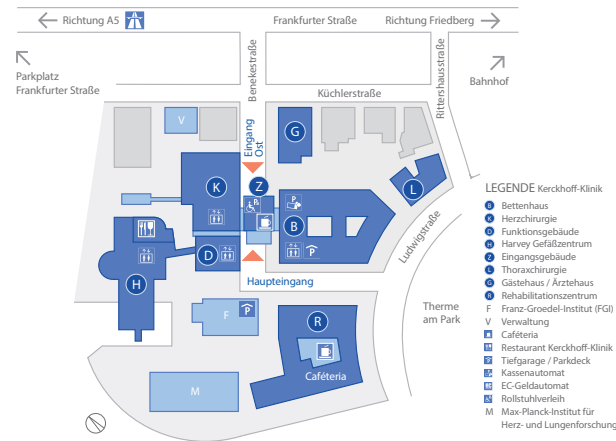 Richtung A5
Frankfurter Straße
Richtung Friedberg
Parkplatz
Frankfurter Straße
Benekestraße
Küchlerstraße
Rittershausstraße
Bahnhof
V
Eingang
Ost
G
K
Z
L
B
P
D
H
Haupteingang
Ludwigstraße
F
P
R
Caféteria
M
Therme
am Park
LEGENDE Kerckhoff-Klinik
B Bettenhaus
K Herzchirurgie
D Funktionsgebäude
H Harvey Gefäßzentrum
Z Eingangsgebäude
L Thoraxchirurgie
G Gästehaus / Ärztehaus
R Rehabilitationszentrum
F Franz-Groedel-Institut (FGI)
V Verwaltung
Caféteria
Restaurant Kerckhoff-Klinik
Tiefgarage / Parkdeck
Kassenautomat
EC-Geldautomat
Rollstuhlverleih
M Max-Planck-Institut für
Herz- und Lungenforschung